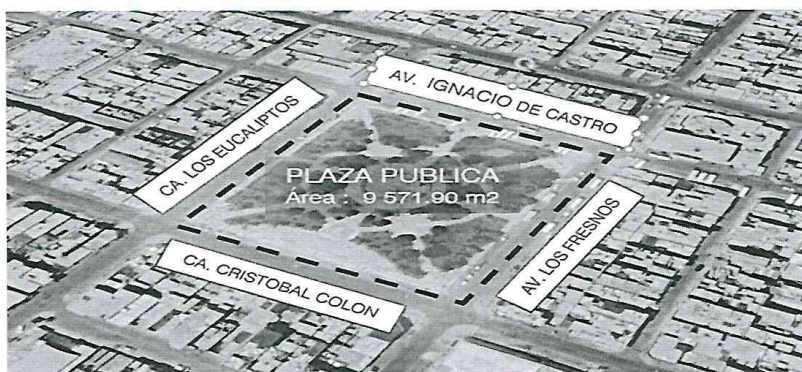 AV. IGNACIO DE CASTRO
CA. LOS EUCALIPTOS
PLAZA PUBLICA
Área : 9 571.90 m2
AV. LOS FRESNOS
CA. CRISTOBAL COLON